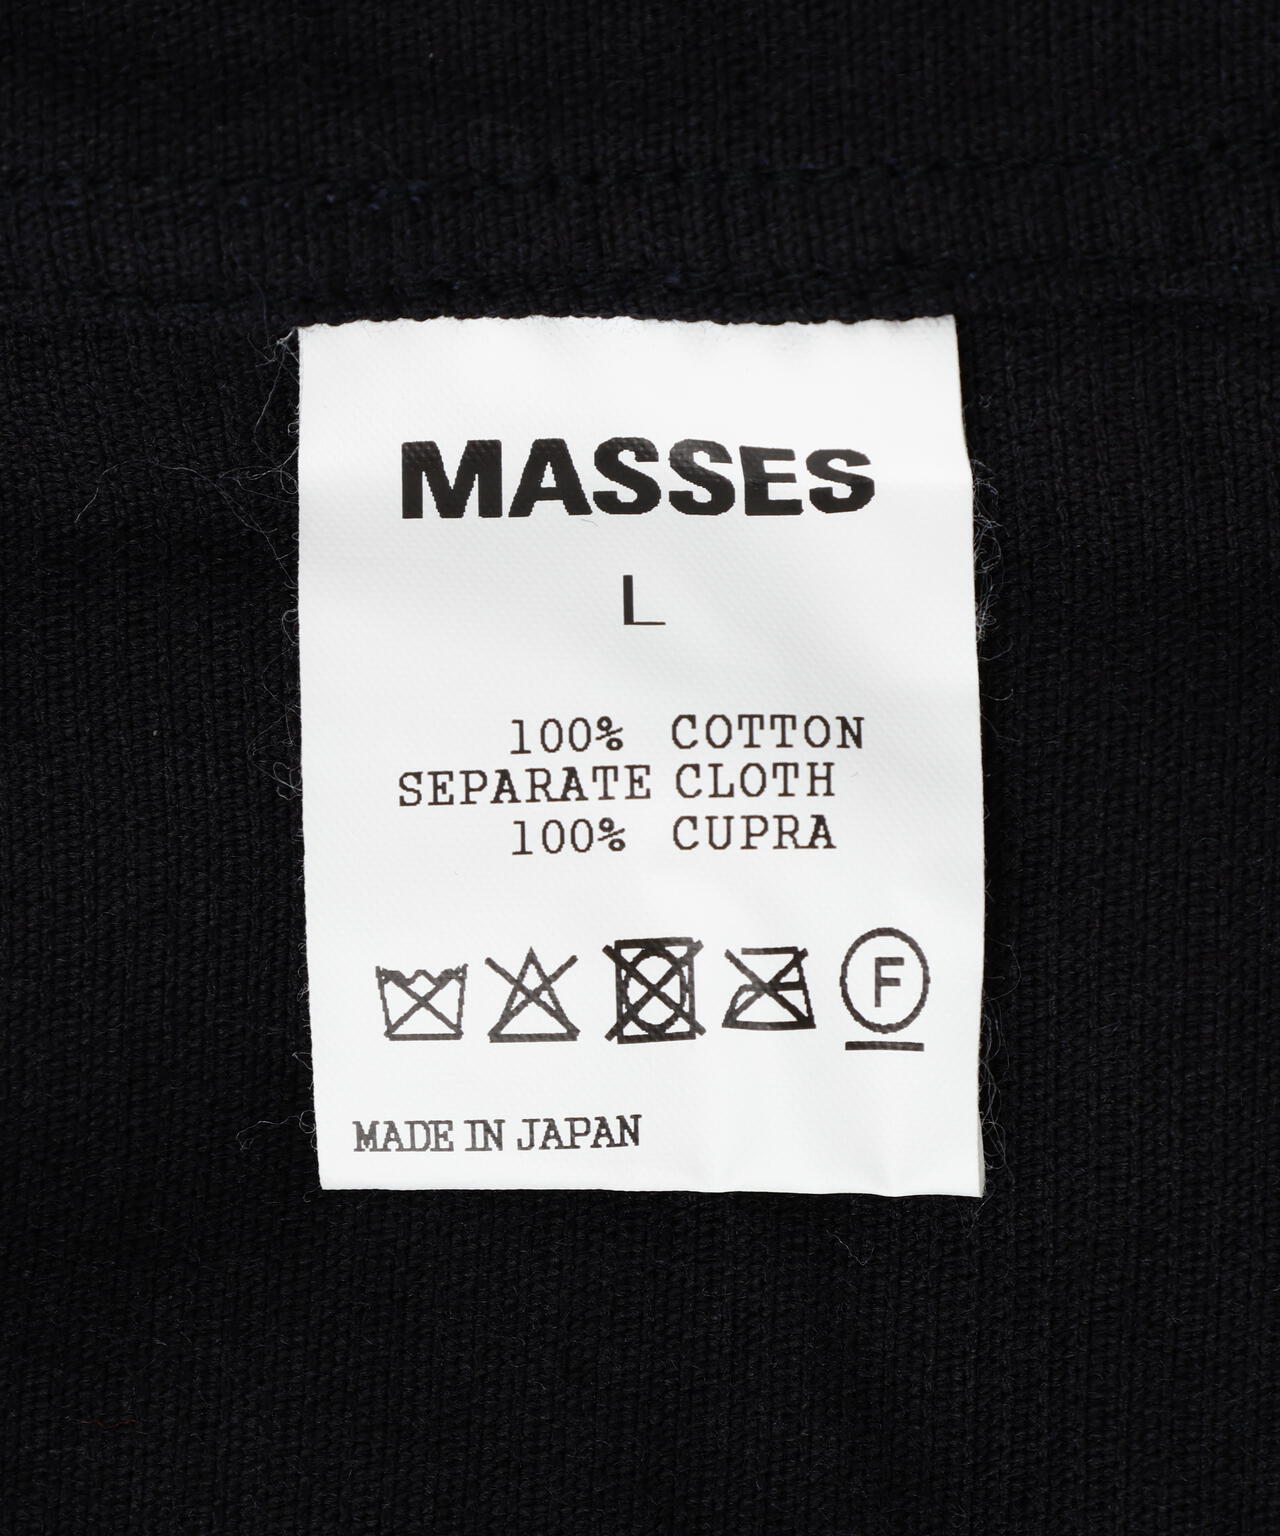 MASSES
L
100% COTTON
SEPARATE CLOTH
100% CUPRA
F
MADE IN JAPAN